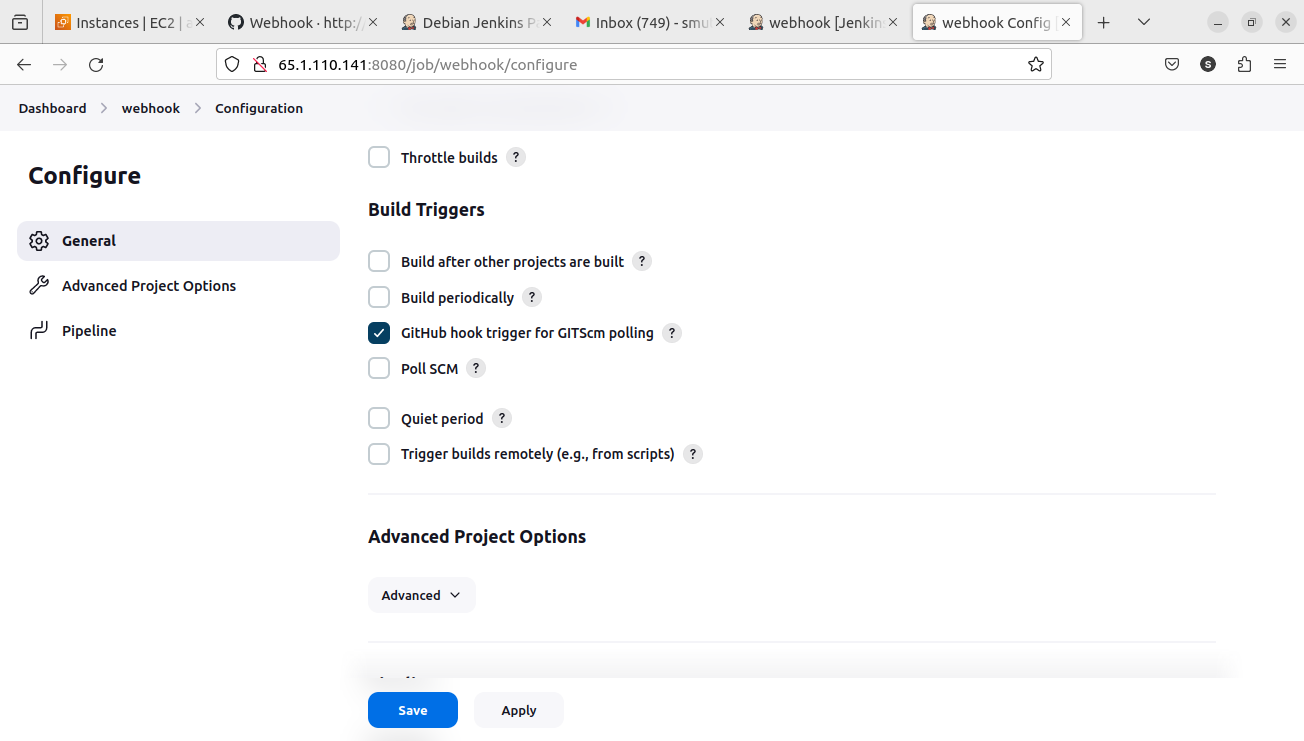 Instances | EC2 | a
Webhook · http:/
Debian Jenkins Pa
Inbox (749) - smul
webhook [Jenkin
webhook Config [
65.1.110.141:8080/job/webhook/configure
S
Dashboard
webhook
Configuration
Configure
General
Advanced Project Options
Pipeline
Throttle builds ?
Build Triggers
Build after other projects are built ?
Build periodically ?
GitHub hook trigger for GITScm polling ?
Poll SCM ?
Quiet period ?
Trigger builds remotely (e.g., from scripts) ?
Advanced Project Options
Advanced
Save
Apply